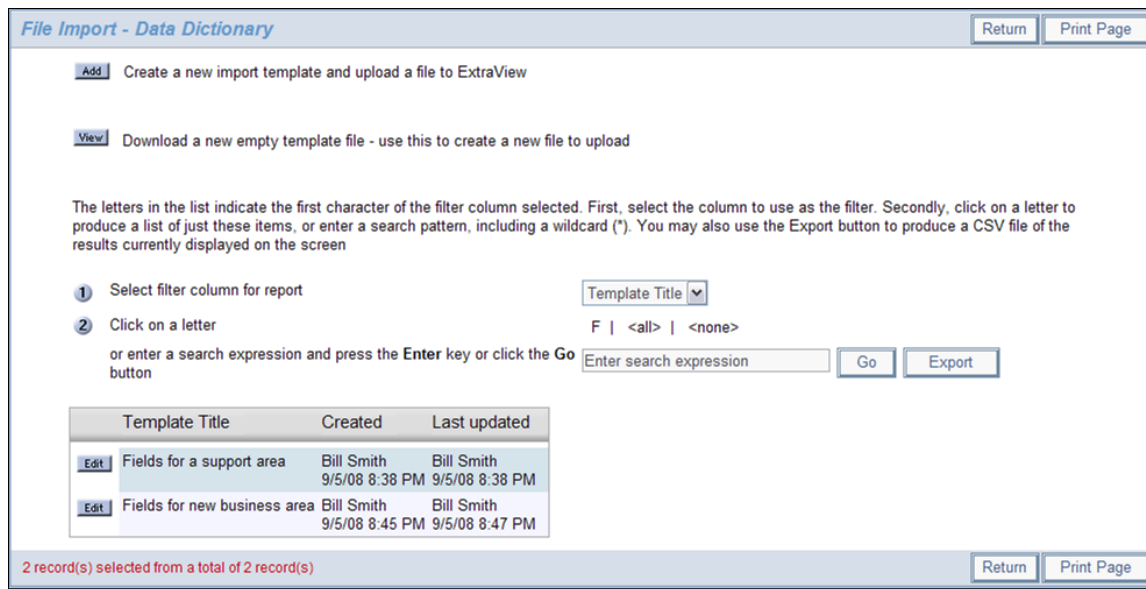 File Import - Data Dictionary
Return
Print Page
Add
Create a new import template and upload a file to ExtraView
View
Download a new empty template file - use this to create a new file to upload
The letters in the list indicate the first character of the filter column selected. First, select the column to use as the filter. Secondly, click on a letter to
produce a list of just these items, or enter a search pattern, including a wildcard (*). You may also use the Export button to produce a CSV file of the
results currently displayed on the screen
1 Select filter column for report
Template Title
2 Click on a letter
F | <all> | <none>
or enter a search expression and press the Enter key or click the Go
button
Enter search expression
Go
Export
Template Title Created Last updated
Edit Fields for a support area Bill Smith Bill Smith
9/5/08 8:38 PM 9/5/08 8:38 PM
Edit Fields for new business area Bill Smith Bill Smith
9/5/08 8:45 PM 9/5/08 8:47 PM
2 record(s) selected from a total of 2 record(s)
Return
Print Page